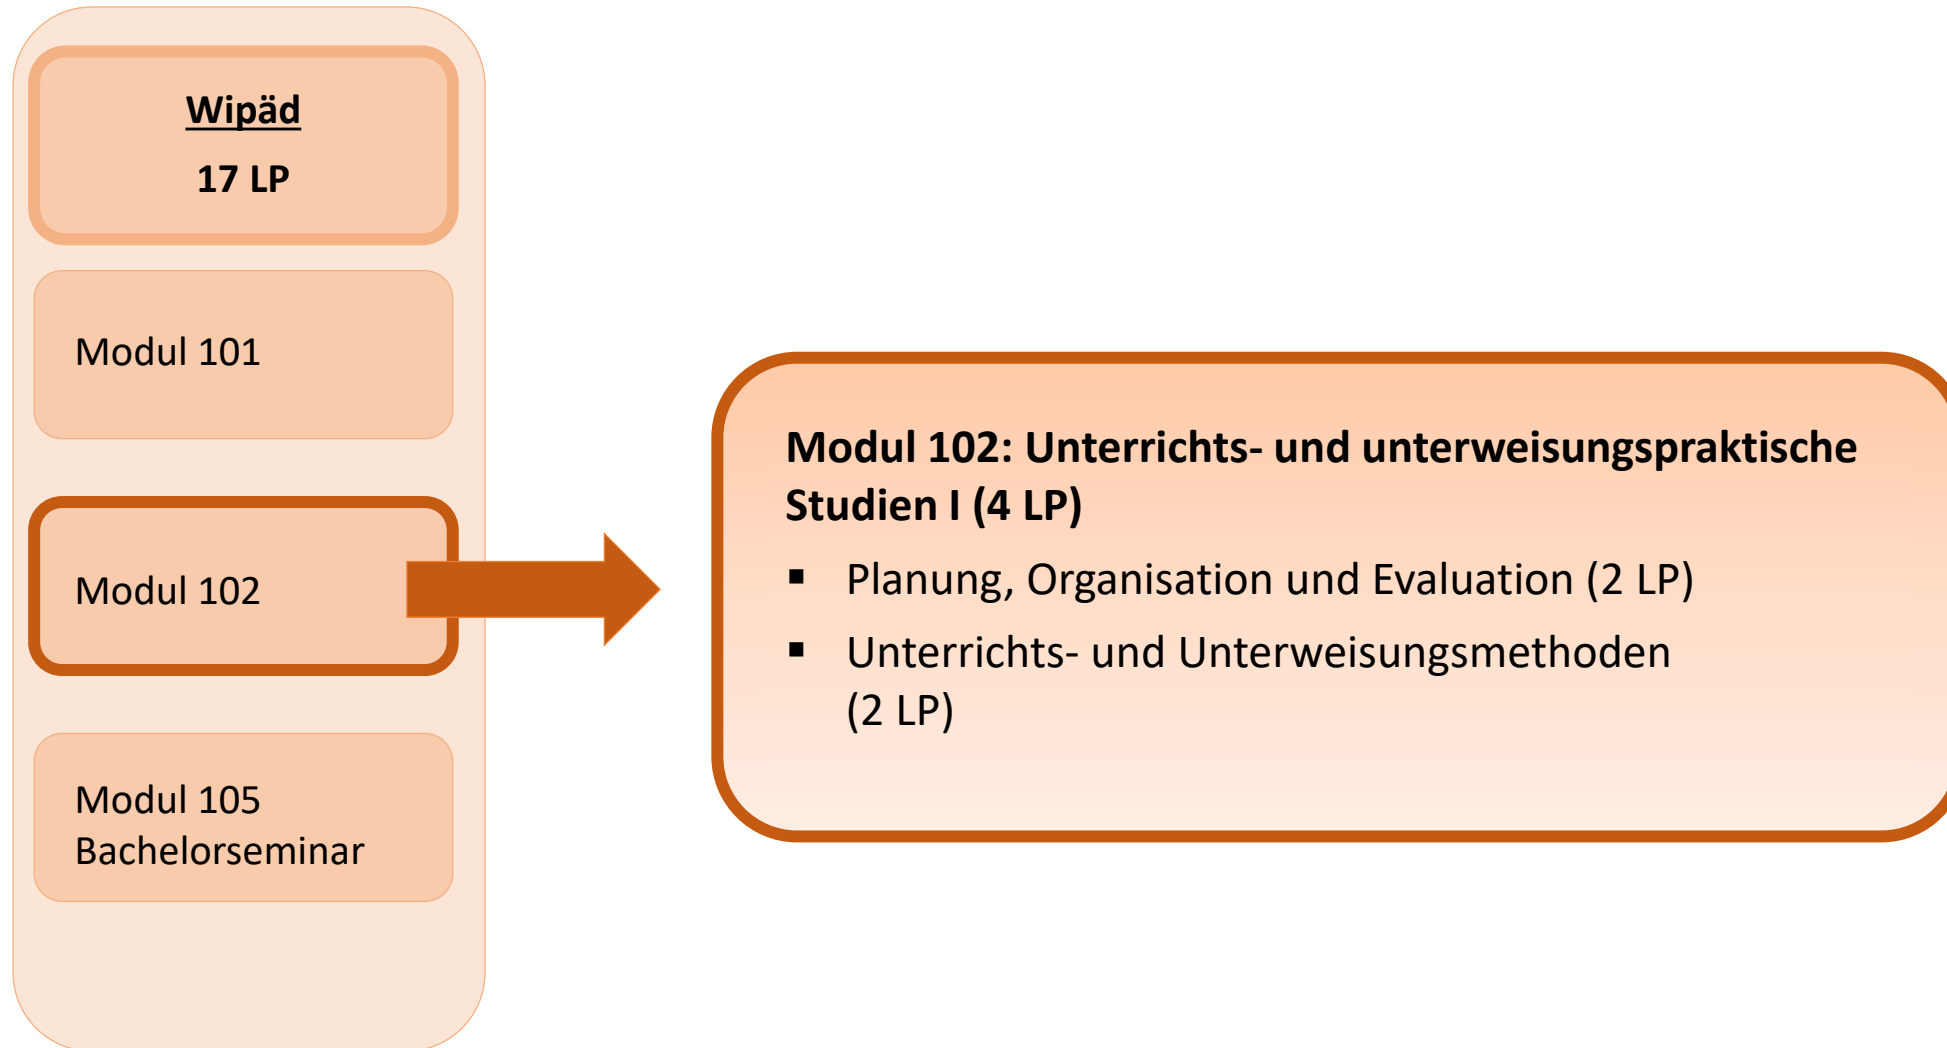 Wipäd
17 LP
Modul 101
Modul 102
Modul 105
Bachelorseminar
Modul 102: Unterrichts- und unterweisungspraktische
Studien I (4 LP)
▪ Planung, Organisation und Evaluation (2 LP)
▪ Unterrichts- und Unterweisungsmethoden
(2 LP)